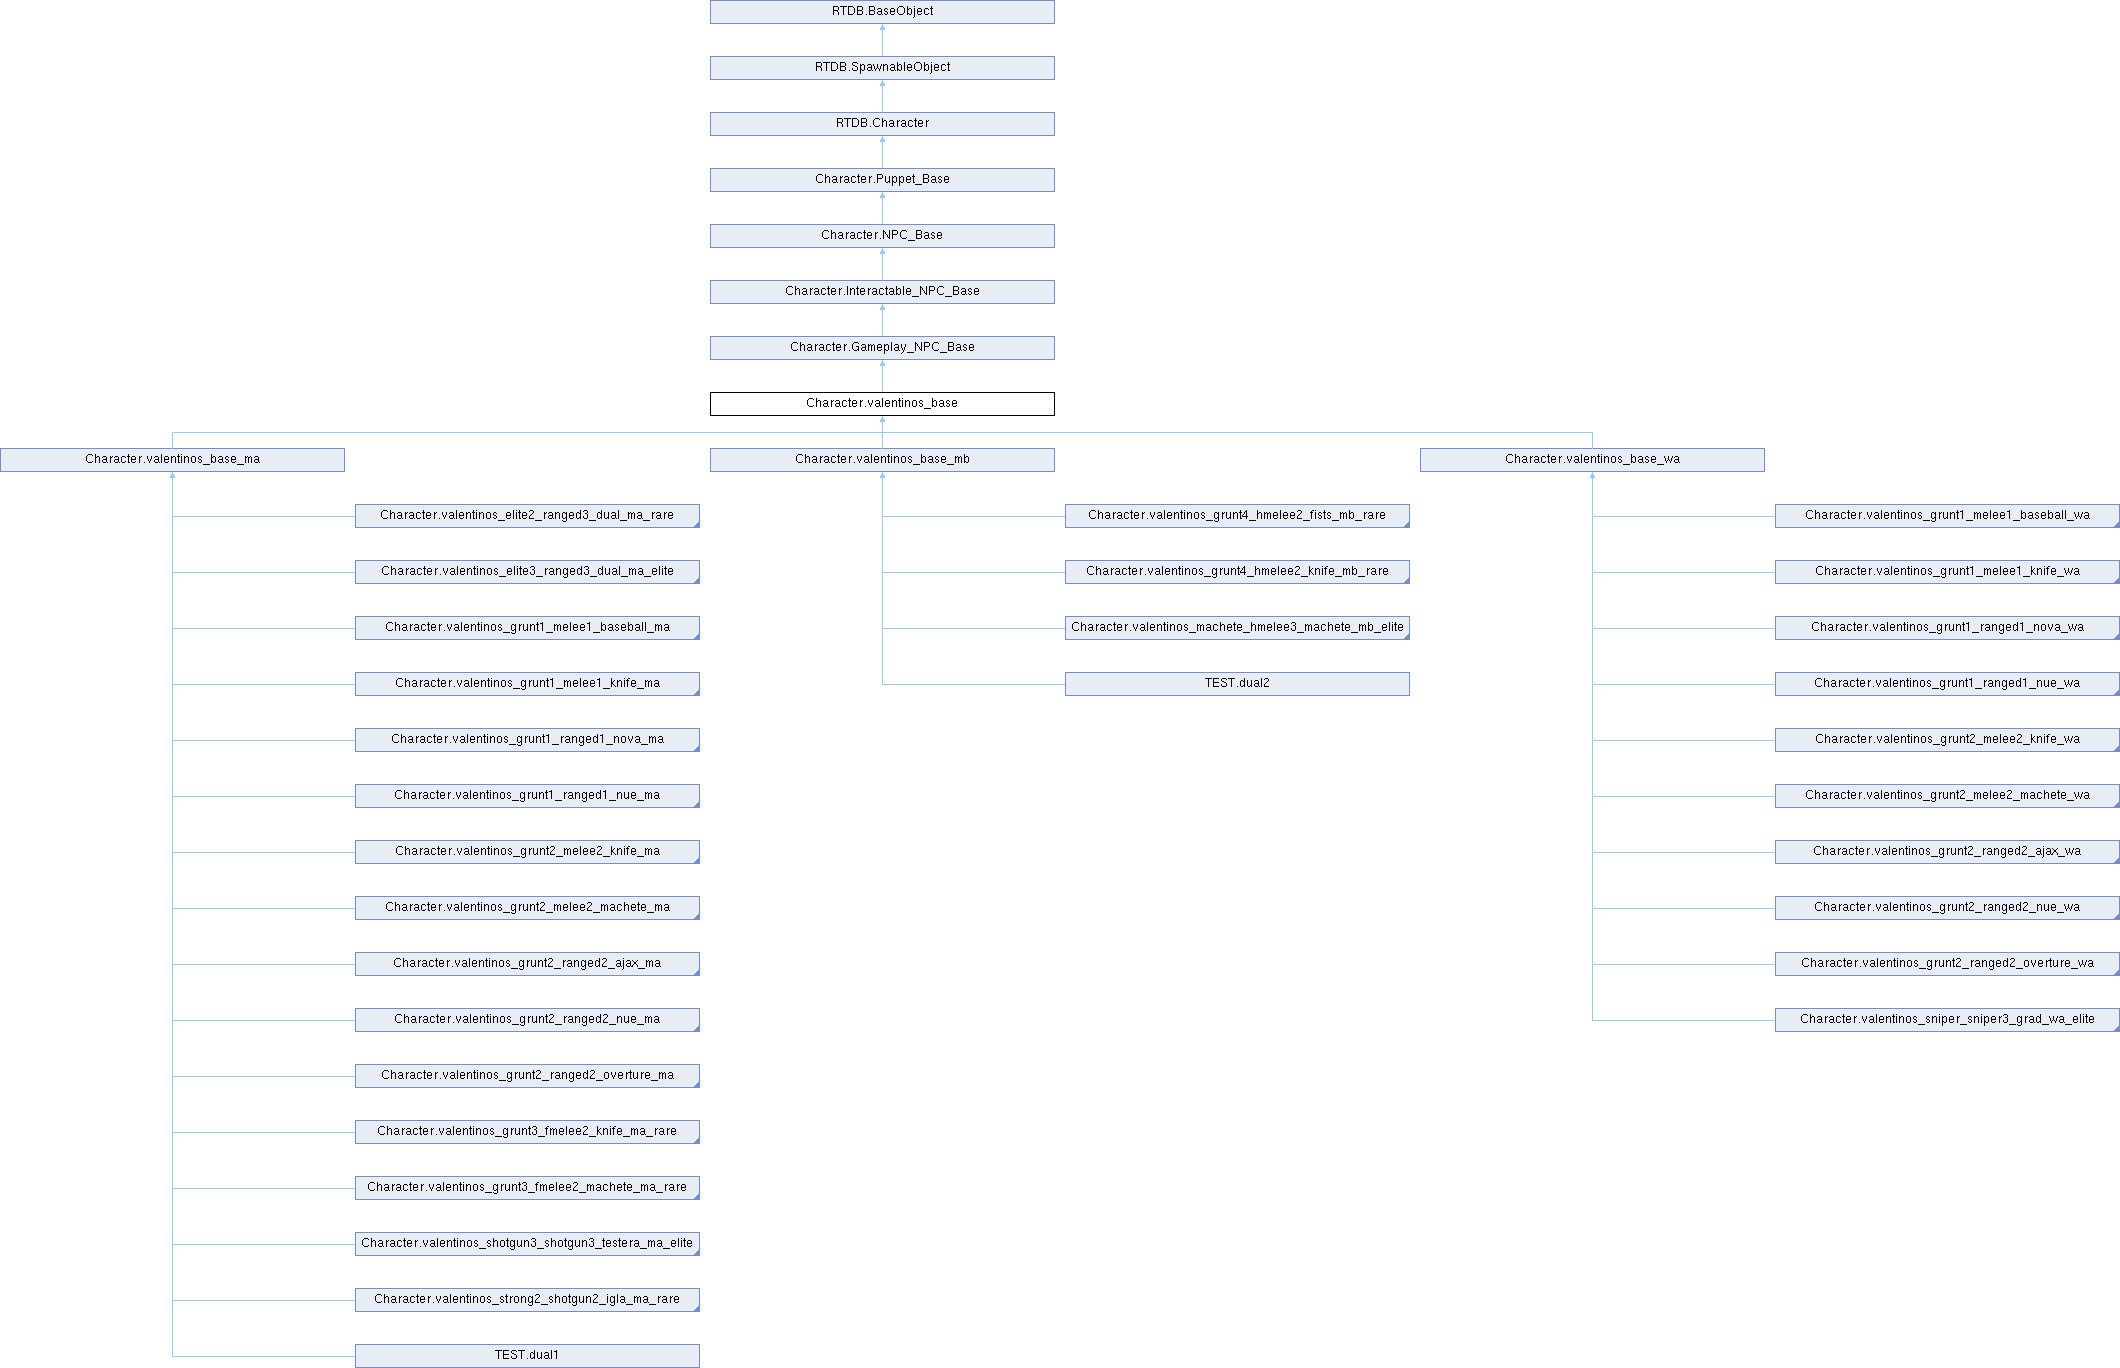 RTDB.BaseObject
RTDB.SpawnableObject
RTDB.Character
Character.Puppet_Base
Character.NPC_Base
Character.Interactable_NPC_Base
Character.Gameplay_NPC_Base
Character.valentinos_base
Character.valentinos_base_ma
Character.valentinos_base_mb
Character.valentinos_base_wa
Character.valentinos_elite2_ranged3_dual_ma_rare
Character.valentinos_grunt4_hmelee2_fists_mb_rare
Character.valentinos_grunt1_melee1_baseball_wa
Character.valentinos_elite3_ranged3_dual_ma_elite
Character.valentinos_grunt4_hmelee2_knife_mb_rare
Character.valentinos_grunt1_melee1_knife_wa
Character.valentinos_grunt1_melee1_baseball_ma
Character.valentinos_machete_hmelee3_machete_mb_elite
Character.valentinos_grunt1_ranged1_nova_wa
Character.valentinos_grunt1_melee1_knife_ma
TEST.dual2
Character.valentinos_grunt1_ranged1_nue_wa
Character.valentinos_grunt1_ranged1_nova_ma
Character.valentinos_grunt2_melee2_knife_wa
Character.valentinos_grunt1_ranged1_nue_ma
Character.valentinos_grunt2_melee2_machete_wa
Character.valentinos_grunt2_melee2_knife_ma
Character.valentinos_grunt2_ranged2_ajax_wa
Character.valentinos_grunt2_melee2_machete_ma
Character.valentinos_grunt2_ranged2_nue_wa
Character.valentinos_grunt2_ranged2_ajax_ma
Character.valentinos_grunt2_ranged2_overture_wa
Character.valentinos_grunt2_ranged2_nue_ma
Character.valentinos_sniper_sniper3_grad_wa_elite
Character.valentinos_grunt2_ranged2_overture_ma
Character.valentinos_grunt3_fmelee2_knife_ma_rare
Character.valentinos_grunt3_fmelee2_machete_ma_rare
Character.valentinos_shotgun3_shotgun3_testera_ma_elite
Character.valentinos_strong2_shotgun2_igla_ma_rare
TEST.dual1